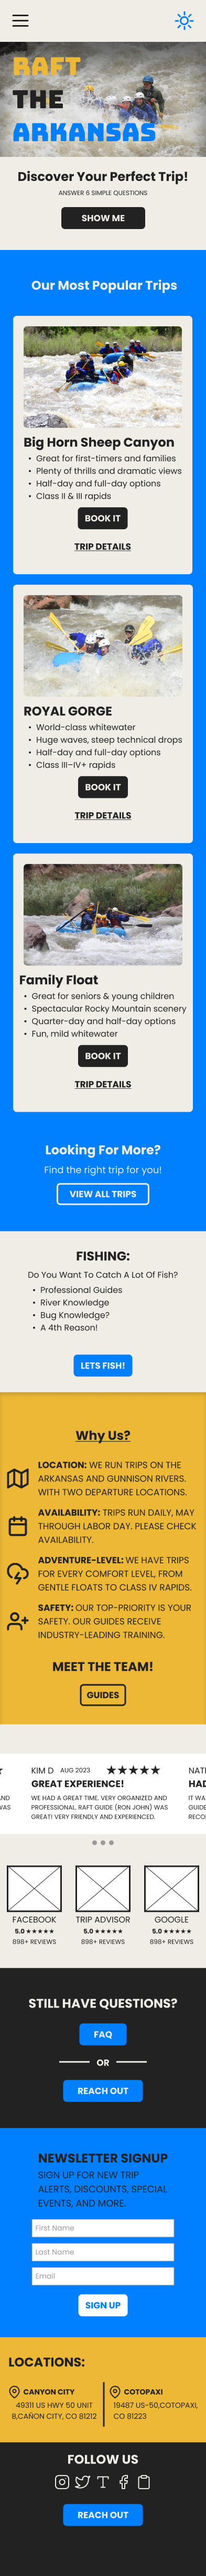 RAFT
THE
ARKANSAS
Discover Your Perfect Trip!
ANSWER 6 SIMPLE QUESTIONS
SHOW ME
Our Most Popular Trips
Big Horn Sheep Canyon
• Great for first-timers and families
• Plenty of thrills and dramatic views
• Half-day and full-day options
• Class II & III rapids
BOOK IT
TRIP DETAILS
ROYAL GORGE
• World-class whitewater
• Huge waves, steep technical drops
• Half-day and full-day options
• Class III–IV+ rapids
BOOK IT
TRIP DETAILS
Family Float
• Great for seniors & young children
• Spectacular Rocky Mountain scenery
• Quarter-day and half-day options
• Fun, mild whitewater
BOOK IT
TRIP DETAILS
Looking For More?
Find the right trip for you!
VIEW ALL TRIPS
FISHING:
Do You Want To Catch A Lot Of Fish?
• Professional Guides
• River Knowledge
• Bug Knowledge?
• A 4th Reason!
LETS FISH!
Why Us?
LOCATION: WE RUN TRIPS ON THE
ARKANSAS AND GUNNISON RIVERS.
WITH TWO DEPARTURE LOCATIONS.
AVAILABILITY: TRIPS RUN DAILY, MAY
THROUGH LABOR DAY. PLEASE CHECK
AVAILABILITY.
ADVENTURE-LEVEL: WE HAVE TRIPS
FOR EVERY COMFORT LEVEL, FROM
GENTLE FLOATS TO CLASS IV RAPIDS.
SAFETY: OUR TOP-PRIORITY IS YOUR
SAFETY. OUR GUIDES RECEIVE
INDUSTRY-LEADING TRAINING.
MEET THE TEAM!
GUIDES
KIM D AUG 2023 ★★★★★
GREAT EXPERIENCE!
WE HAD A GREAT TIME. VERY ORGANIZED AND
PROFESSIONAL. RAFT GUIDE (RON JOHN) WAS
GREAT! VERY FRIENDLY AND EXPERIENCED.
ND
WAS
NATI
HAD
IT WA
GUIDE
RECO
FACEBOOK
5.0 ★★★★★
898+ REVIEWS
TRIP ADVISOR
5.0 ★★★★★
898+ REVIEWS
GOOGLE
5.0 ★★★★★
898+ REVIEWS
STILL HAVE QUESTIONS?
FAQ
OR
REACH OUT
NEWSLETTER SIGNUP
SIGN UP FOR NEW TRIP
ALERTS, DISCOUNTS, SPECIAL
EVENTS, AND MORE.
First Name
Last Name
Email
SIGN UP
LOCATIONS:
CANYON CITY
49311 US HWY 50 UNIT
B,CAÑON CITY, CO 81212
COTOPAXI
19487 US-50,COTOPAXI,
CO 81223
FOLLOW US
REACH OUT